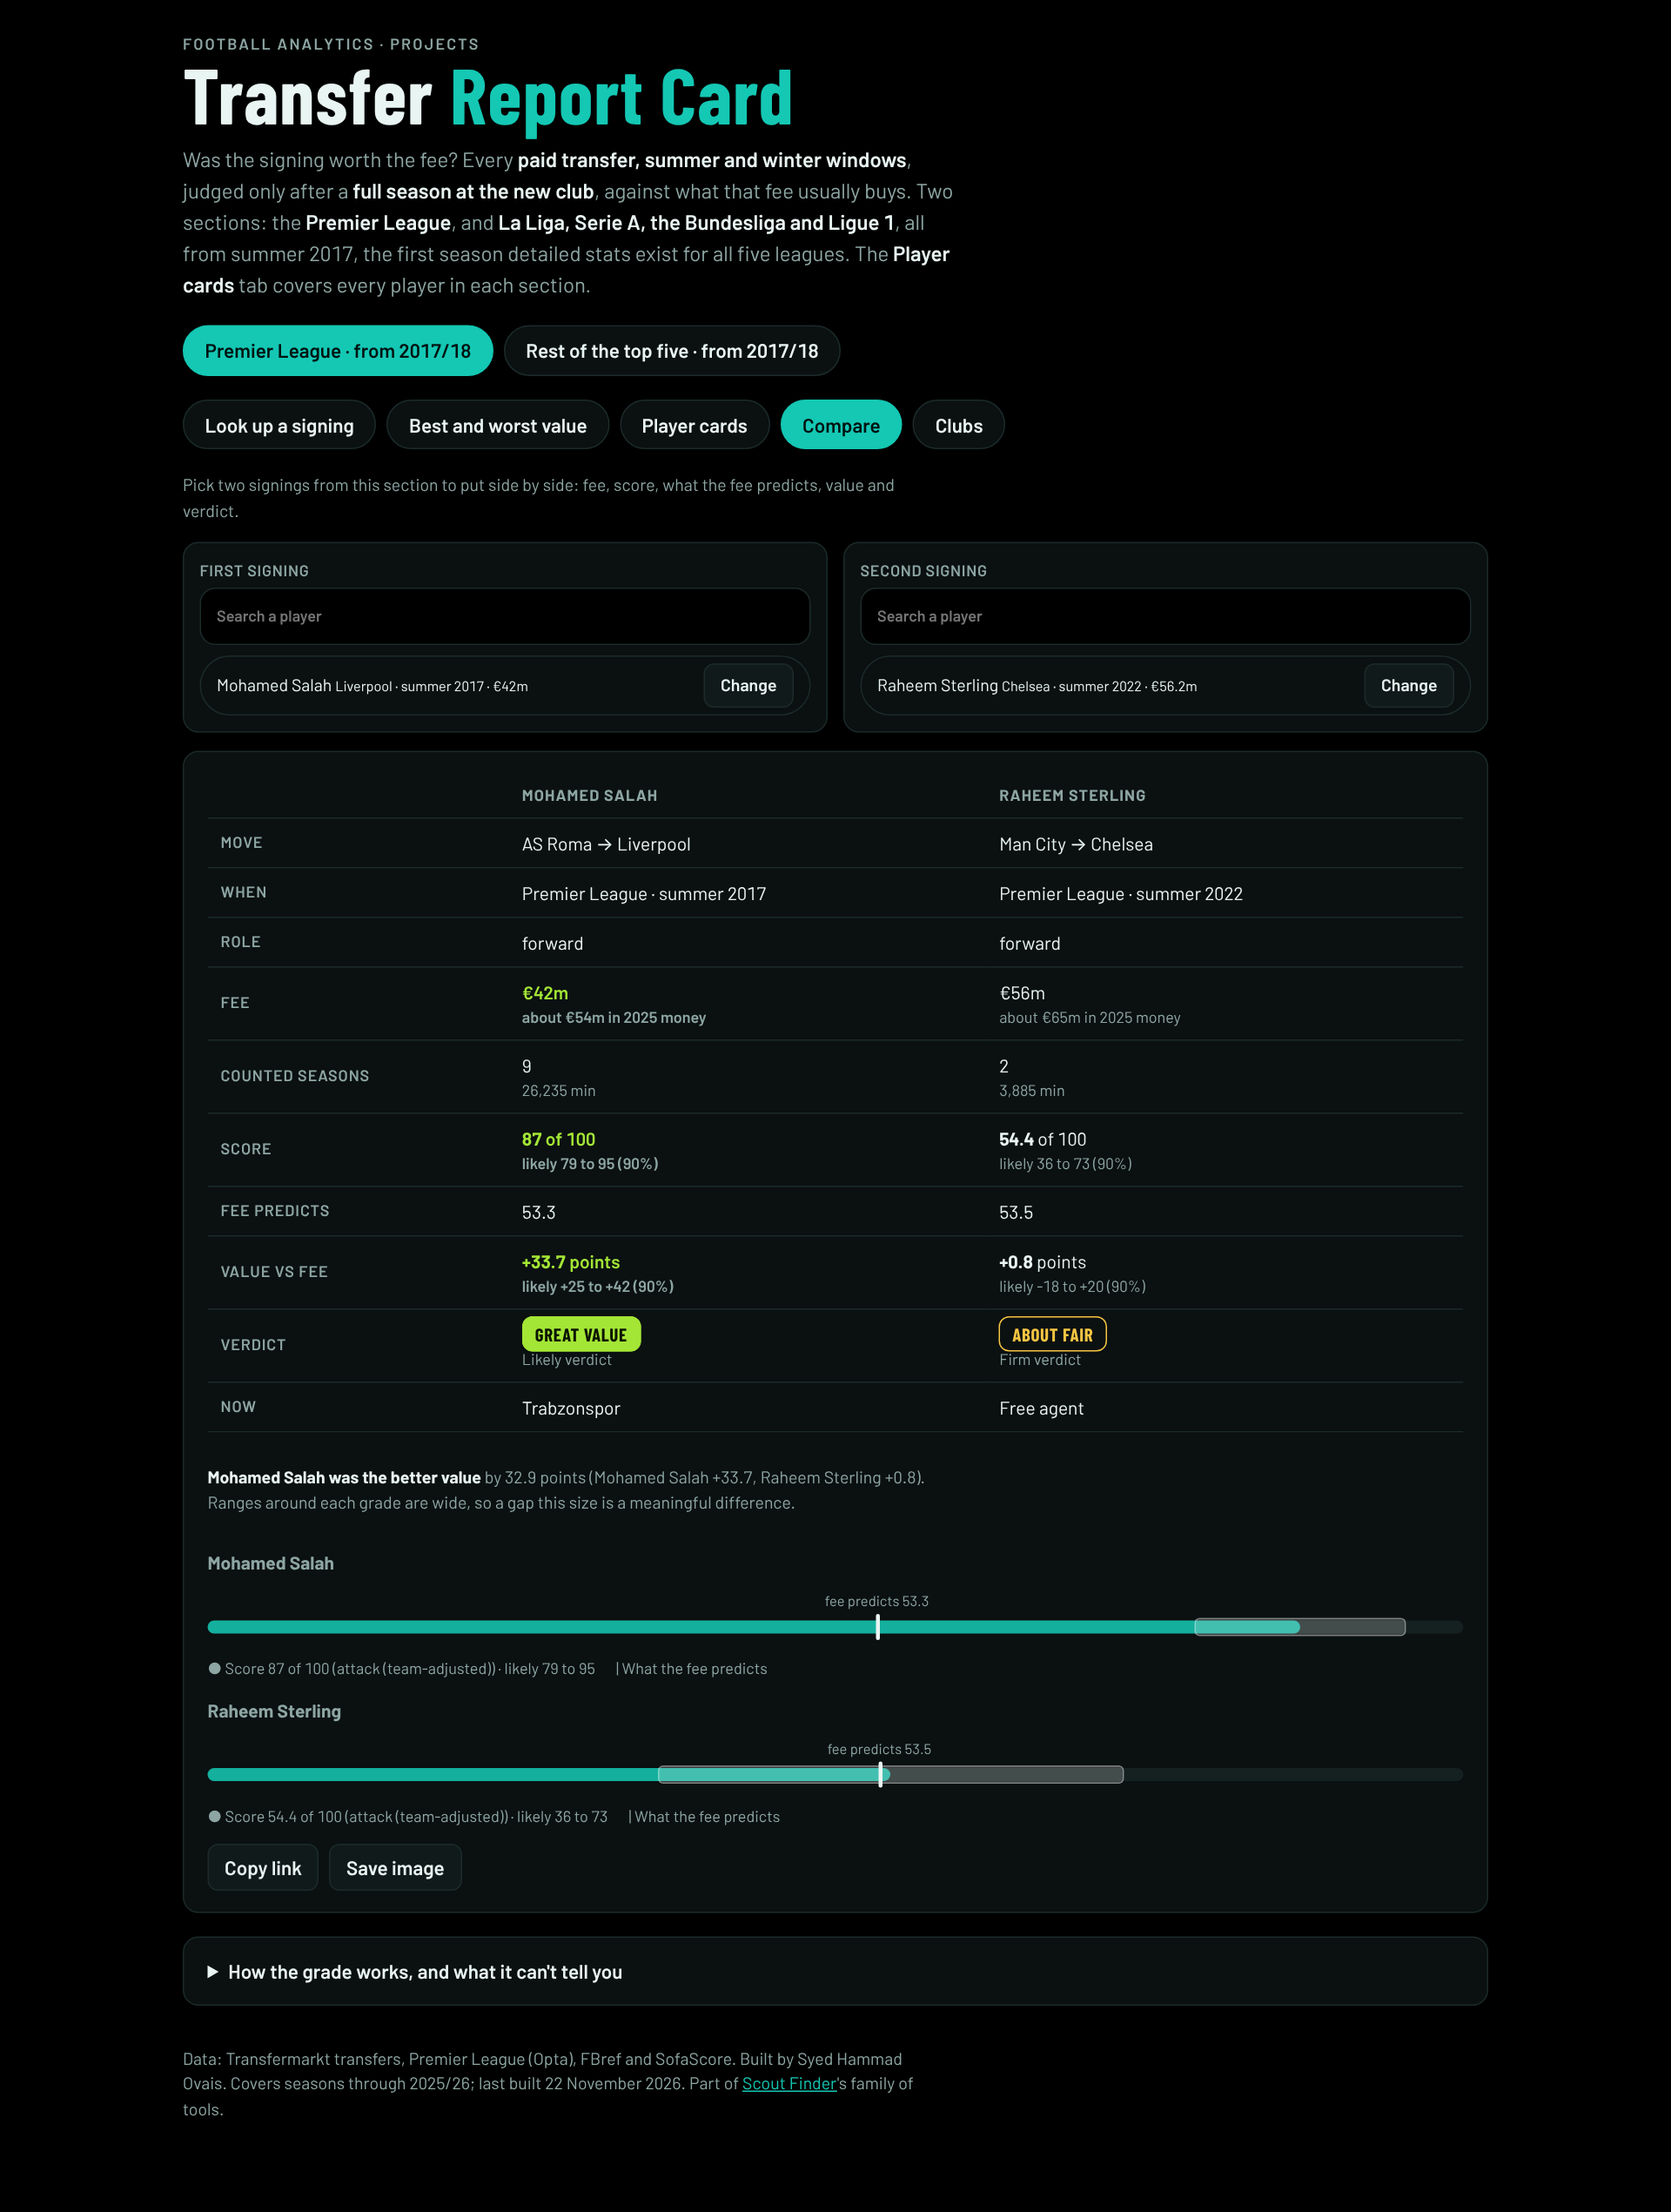 FOOTBALL ANALYTICS · PROJECTS
Transfer Report Card
Was the signing worth the fee? Every paid transfer, summer and winter windows,
judged only after a full season at the new club, against what that fee usually buys. Two
sections: the Premier League, and La Liga, Serie A, the Bundesliga and Ligue 1, all
from summer 2017, the first season detailed stats exist for all five leagues. The Player
cards tab covers every player in each section.
Premier League · from 2017/18 Rest of the top five · from 2017/18
Look up a signing Best and worst value Player cards Compare Clubs
Pick two signings from this section to put side by side: fee, score, what the fee predicts, value and
verdict.
FIRST SIGNING SECOND SIGNING
Search a player Search a player
Mohamed Salah Liverpool · summer 2017 · €42m Change Raheem Sterling Chelsea · summer 2022 · €56.2m Change
MOHAMED SALAH RAHEEM STERLING
MOVE AS Roma → Liverpool Man City → Chelsea
WHEN Premier League · summer 2017 Premier League · summer 2022
ROLE forward forward
FEE €42m €56m
about €54m in 2025 money about €65m in 2025 money
COUNTED SEASONS 9 2
26,235 min 3,885 min
SCORE 87 of 100 54.4 of 100
likely 79 to 95 (90%) likely 36 to 73 (90%)
FEE PREDICTS 53.3 53.5
VALUE VS FEE +33.7 points +0.8 points
likely +25 to +42 (90%) likely -18 to +20 (90%)
VERDICT GREAT VALUE ABOUT FAIR
Likely verdict Firm verdict
NOW Trabzonspor Free agent
Mohamed Salah was the better value by 32.9 points (Mohamed Salah +33.7, Raheem Sterling +0.8).
Ranges around each grade are wide, so a gap this size is a meaningful difference.
Mohamed Salah
fee predicts 53.3
● Score 87 of 100 (attack (team-adjusted)) · likely 79 to 95 | What the fee predicts
Raheem Sterling
fee predicts 53.5
● Score 54.4 of 100 (attack (team-adjusted)) · likely 36 to 73 | What the fee predicts
Copy link Save image
▶ How the grade works, and what it can't tell you
Data: Transfermarkt transfers, Premier League (Opta), FBref and SofaScore. Built by Syed Hammad
Ovais. Covers seasons through 2025/26; last built 22 November 2026. Part of Scout Finder's family of
tools.